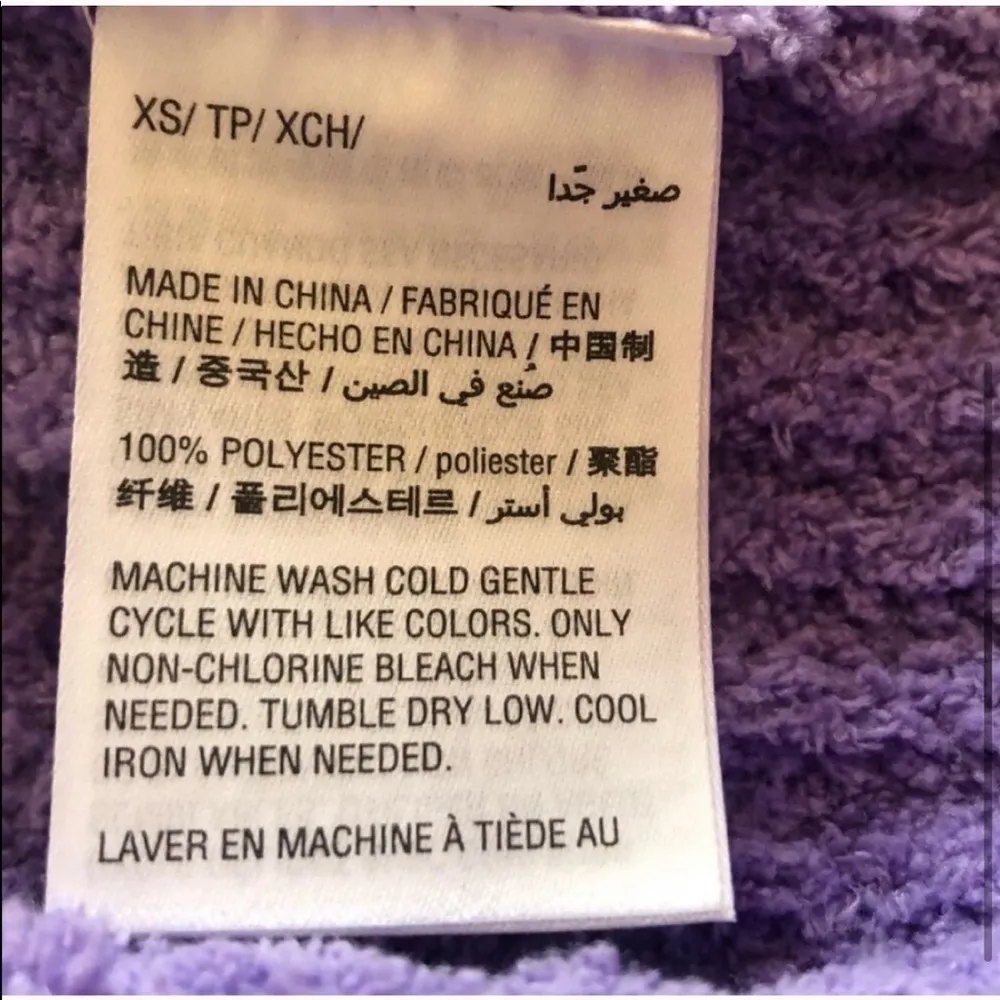 XS/ TP/ XCH/
صغير جّدا
MADE IN CHINA / FABRIQUÉ EN
CHINE / HECHO EN CHINA / 中国制
造 / 중국산 / صُنع في الصين
100% POLYESTER / poliester / 聚酯
纤维 / 폴리에스테르 / بولي أستر
MACHINE WASH COLD GENTLE
CYCLE WITH LIKE COLORS. ONLY
NON-CHLORINE BLEACH WHEN
NEEDED. TUMBLE DRY LOW. COOL
IRON WHEN NEEDED.
LAVER EN MACHINE À TIÈDE AU